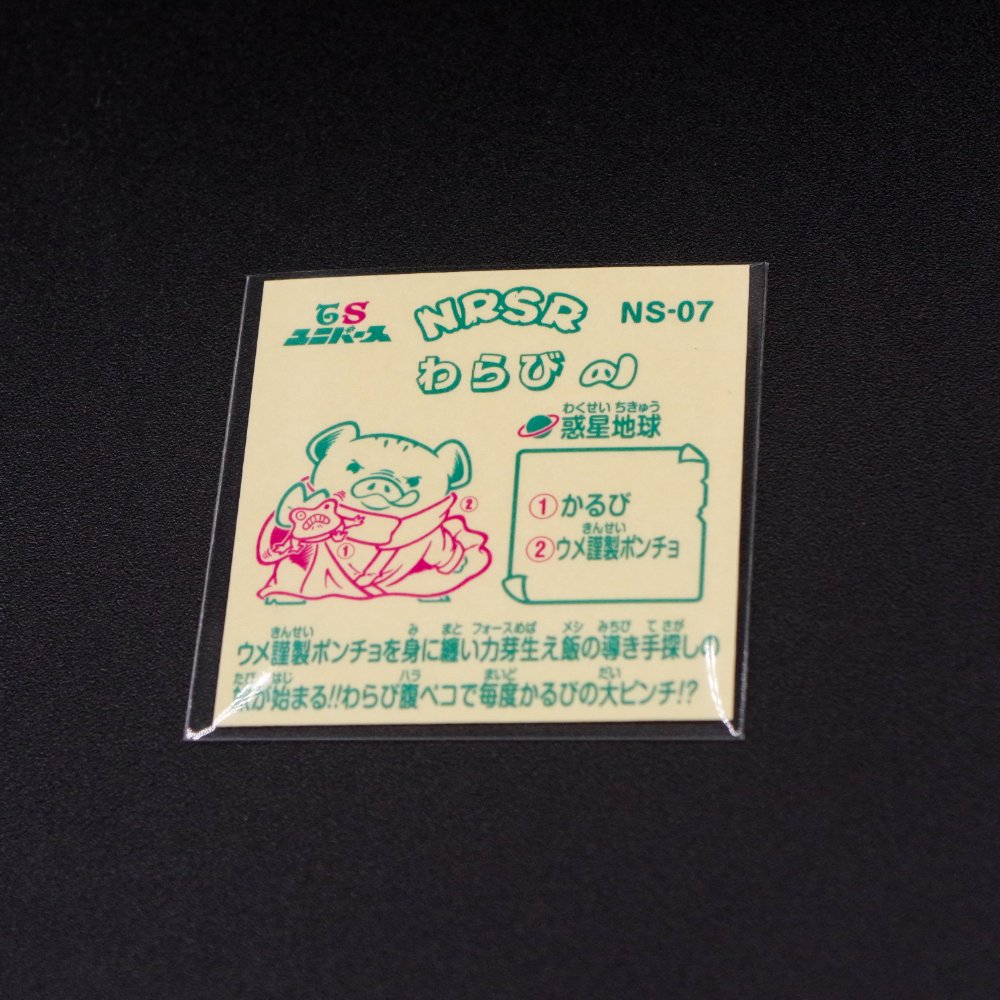 S
ユニバース
NRSR
NS-07
わらび
わくせい ちきゅう
惑星地球
①かるび
きんせい
②ウメ謹製ポンチョ
②
①
きんせい み まと フォースめば メシ みちび てさが
ウメ謹製ポンチョを身に纏い力芽生え飯の導き手探しの
たび はじ ハラ まいど だい
旅が始まる!!わらび腹ペコで毎度かるびの大ピンチ!?